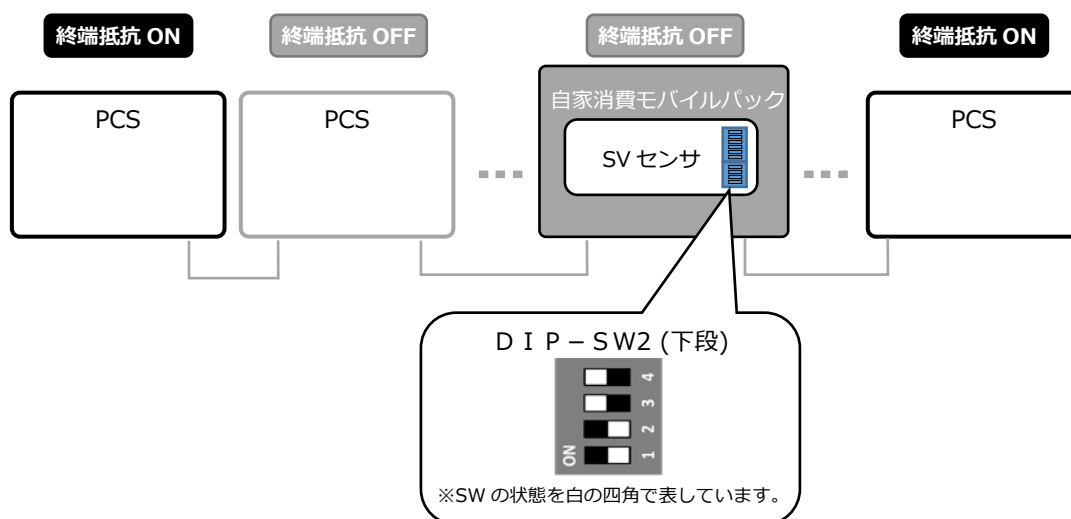 終端抵抗 ON
終端抵抗 OFF
終端抵抗 OFF
終端抵抗 ON
PCS
PCS
自家消費モバイルパック
SV センサ
PCS
ＤＩＰ－ＳＷ2 (下段)
4
3
2
1
ON
※SW の状態を白の四角で表しています。